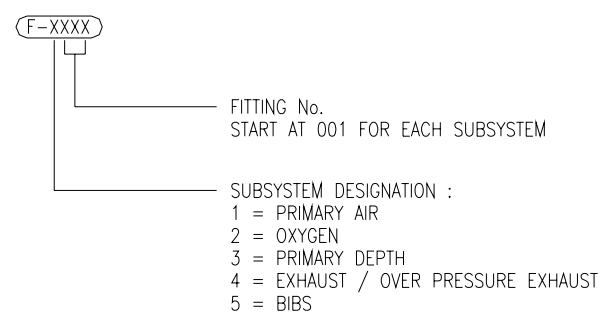 F-XXXX
FITTING No.
START AT 001 FOR EACH SUBSYSTEM
SUBSYSTEM DESIGNATION :
1 = PRIMARY AIR
2 = OXYGEN
3 = PRIMARY DEPTH
4 = EXHAUST / OVER PRESSURE EXHAUST
5 = BIBS